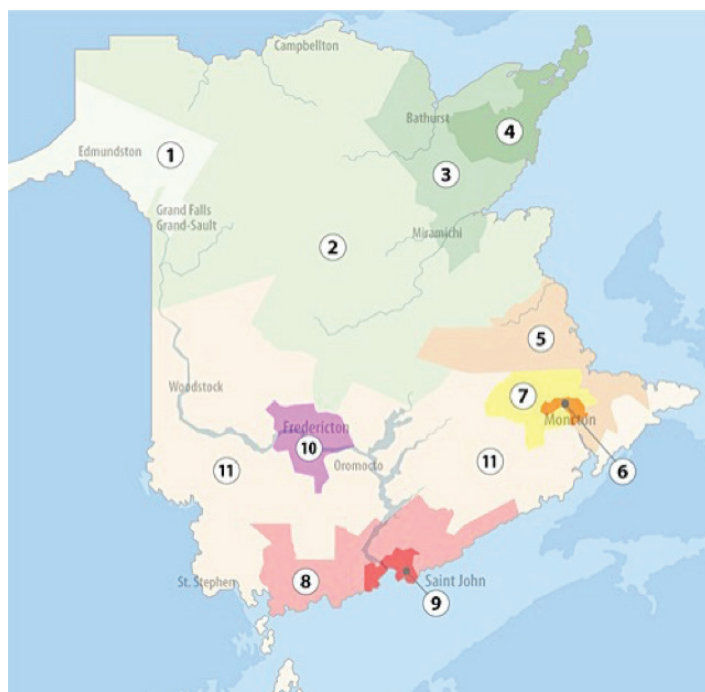 Campbellton
Bathurst
4
Edmundston
1
3
Grand Falls
Grand-Sault
Miramichi
2
5
Woodstock
7
Fredericton
Moncton
10
Oromocto
11
11
6
St. Stephen
8
Saint John
9